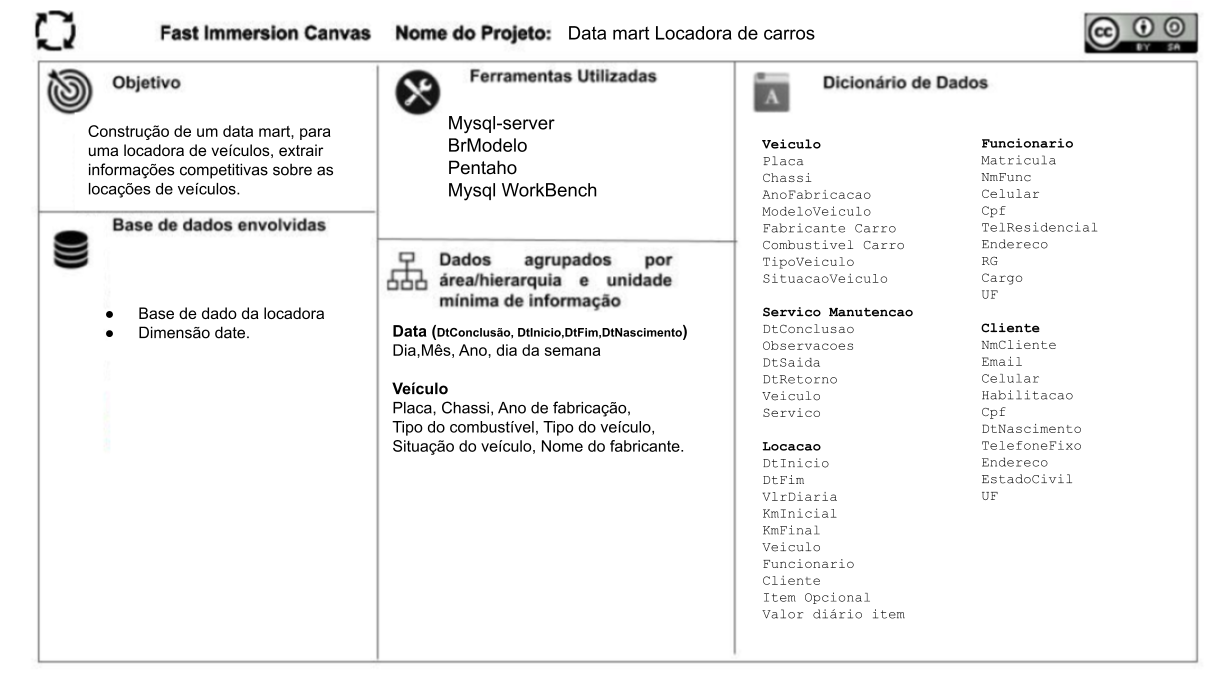 Fast Immersion Canvas Nome do Projeto: Data mart Locadora de carros
cc
BY SA
Objetivo
Construção de um data mart, para
uma locadora de veículos, extrair
informações competitivas sobre as
locações de veículos.
Base de dados envolvidas
● Base de dado da locadora
● Dimensão date.
Ferramentas Utilizadas
Mysql-server
BrModelo
Pentaho
Mysql WorkBench
Dados agrupados por
área/hierarquia e unidade
mínima de informação
Data (DtConclusão, DtInicio,DtFim,DtNascimento)
Dia,Mês, Ano, dia da semana
Veículo
Placa, Chassi, Ano de fabricação,
Tipo do combustível, Tipo do veículo,
Situação do veículo, Nome do fabricante.
A
Dicionário de Dados
Veiculo
Placa
Chassi
AnoFabricacao
ModeloVeiculo
Fabricante Carro
Combustivel Carro
TipoVeiculo
SituacaoVeiculo
Servico Manutencao
DtConclusao
Observacoes
DtSaida
DtRetorno
Veiculo
Servico
Locacao
DtInicio
DtFim
VlrDiaria
KmInicial
KmFinal
Veiculo
Funcionario
Cliente
Item Opcional
Valor diário item
Funcionario
Matricula
NmFunc
Celular
Cpf
TelResidencial
Endereco
RG
Cargo
UF
Cliente
NmCliente
Email
Celular
Habilitacao
Cpf
DtNascimento
TelefoneFixo
Endereco
EstadoCivil
UF